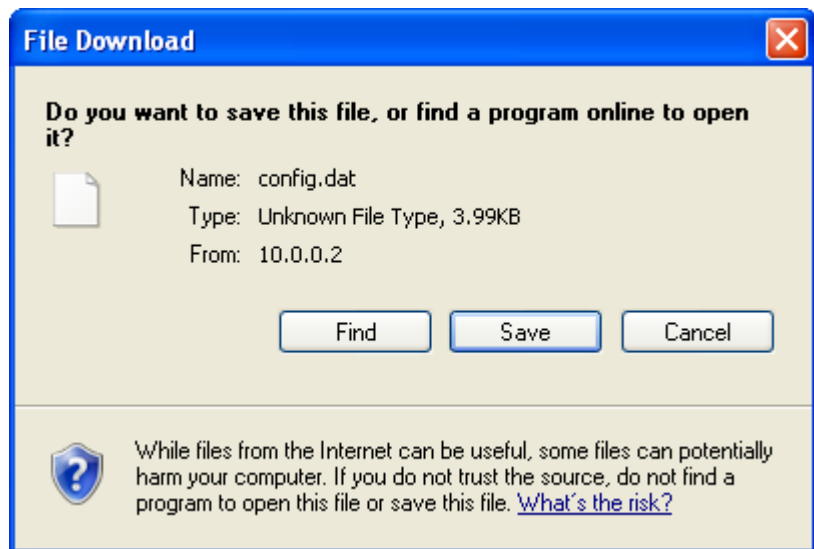 File Download
Do you want to save this file, or find a program online to open
it?
Name: config.dat
Type: Unknown File Type, 3.99KB
From: 10.0.0.2
Find Save Cancel
While files from the Internet can be useful, some files can potentially
harm your computer. If you do not trust the source, do not find a
program to open this file or save this file. What's the risk?